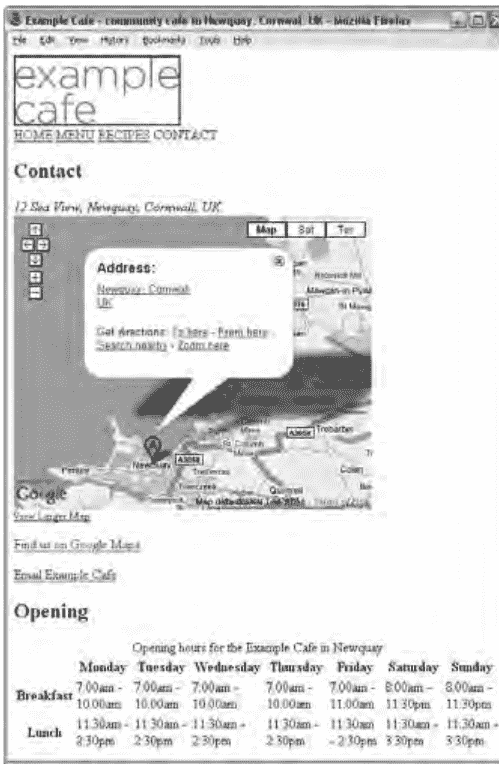 Example Cafe - community cafe in Newquay, Cornwall, UK - Mozilla Firefox
File Edit View History Bookmarks Tools Help
example
cafe
HOME MENU RECIPES CONTACT
Contact
12 Sea View, Newquay, Cornwall, UK
Map Sat Ter
Address:
Newquay, Cornwall
UK
Get directions: To here - From here -
Search nearby - Zoom here
Newquay
Google
View Larger Map
Find us on Google Maps
Email Example Cafe
Opening
Opening hours for the Example Cafe in Newquay
Monday Tuesday Wednesday Thursday Friday Saturday Sunday
Breakfast 7.00am - 7.00am - 7.00am - 7.00am - 7.00am - 8.00am - 8.00am -
10.00am 10.00am 10.00am 10.00am 11.00am 11.30pm 11.30pm
Lunch 11.30am - 11.30am - 11.30am - 11.30am - 11.30am 11.30am - 11.30am -
2.30pm 2.30pm 2.30pm 2.30pm - 2.30pm 3.30pm 3.30pm